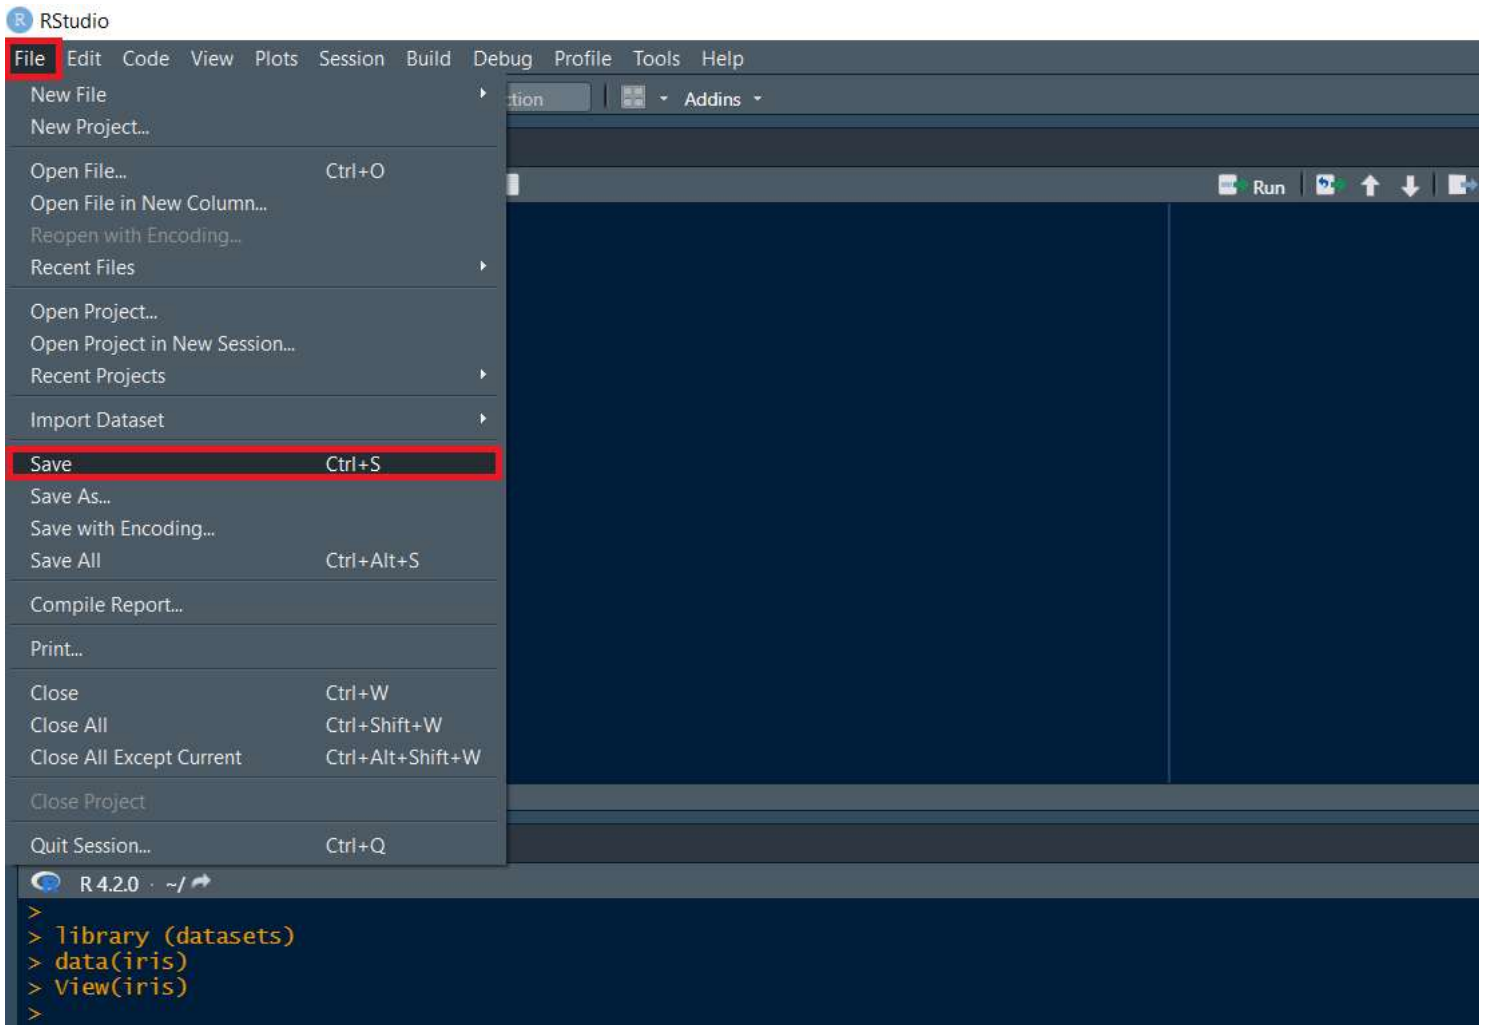 RStudio
File Edit Code View Plots Session Build Debug Profile Tools Help
New File
Addins
New Project...
Open File... Ctrl+O
Run
Open File in New Column...
Reopen with Encoding...
Recent Files
Open Project...
Open Project in New Session...
Recent Projects
Import Dataset
Save Ctrl+S
Save As...
Save with Encoding...
Save All Ctrl+Alt+S
Compile Report...
Print...
Close Ctrl+W
Close All Ctrl+Shift+W
Close All Except Current Ctrl+Alt+Shift+W
Close Project
Quit Session... Ctrl+Q
R 4.2.0 · ~/
>
> library (datasets)
> data(iris)
> View(iris)
>